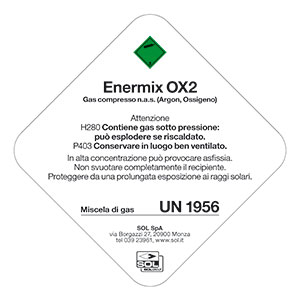 Enermix OX2
Gas compresso n.a.s. (Argon, Ossigeno)
Attenzione
H280 Contiene gas sotto pressione:
può esplodere se riscaldato.
P403 Conservare in luogo ben ventilato.
In alta concentrazione può provocare asfissia.
Non svuotare completamente il recipiente.
Proteggere da una prolungata esposizione ai raggi solari.
Miscela di gas UN 1956
SOL SpA
via Borgazzi 27, 20900 Monza
tel 039 23961, www.sol.it
SOL